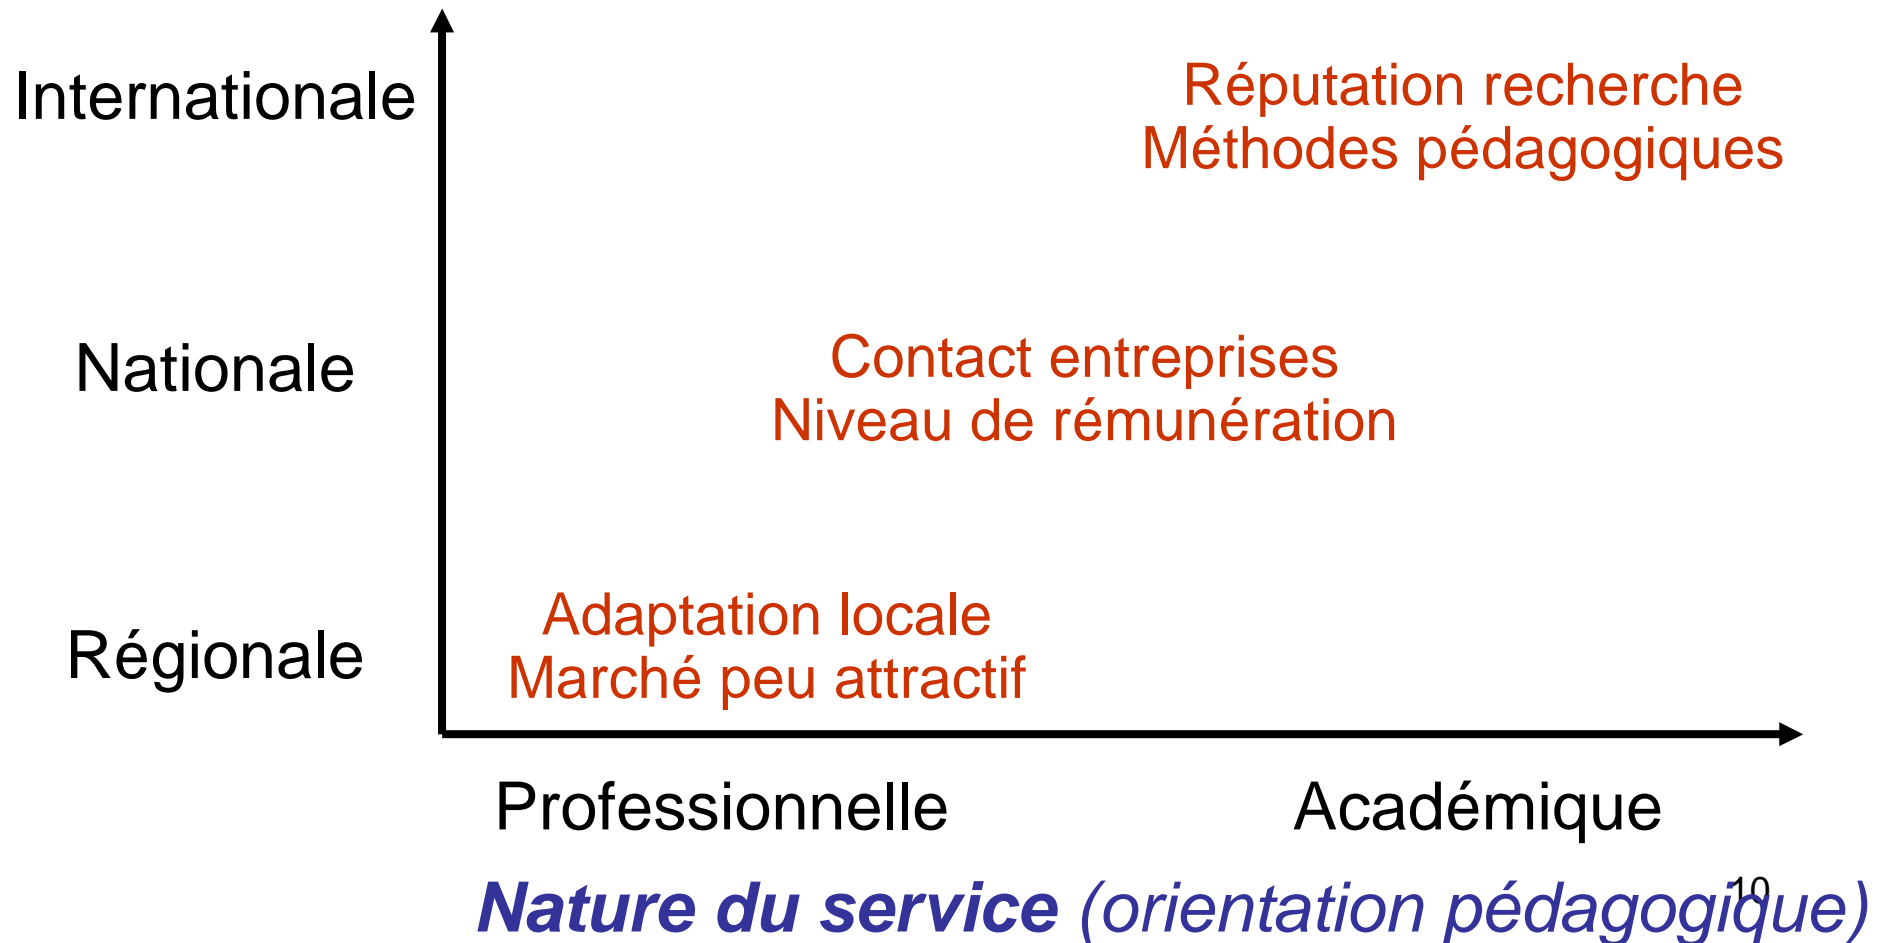 Internationale
Réputation recherche
Méthodes pédagogiques
Nationale
Contact entreprises
Niveau de rémunération
Régionale
Adaptation locale
Marché peu attractif
Professionnelle
Académique
Nature du service (orientation pédagogique)
10